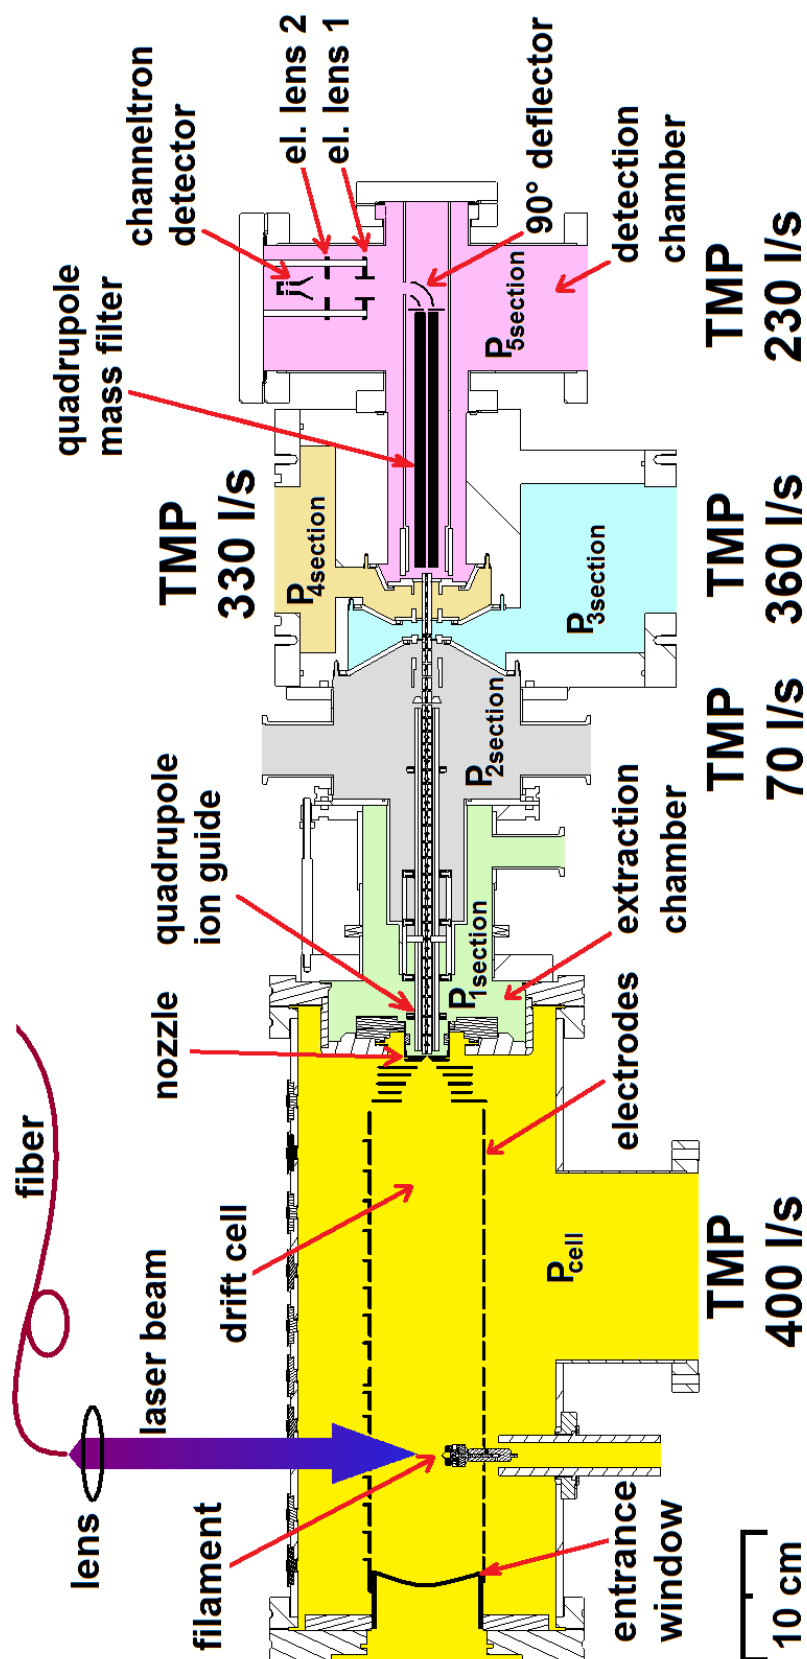 fiber
lens
laser beam
filament
drift cell
nozzle
quadrupole
ion guide
TMP
330 l/s
quadrupole
mass filter
channeltron
detector
el. lens 2
el. lens 1
90° deflector
detection
chamber
P5section
P4section
P3section
P2section
P1section
Pcell
extraction
chamber
electrodes
entrance
window
10 cm
TMP
400 l/s
TMP
70 l/s
TMP
360 l/s
TMP
230 l/s